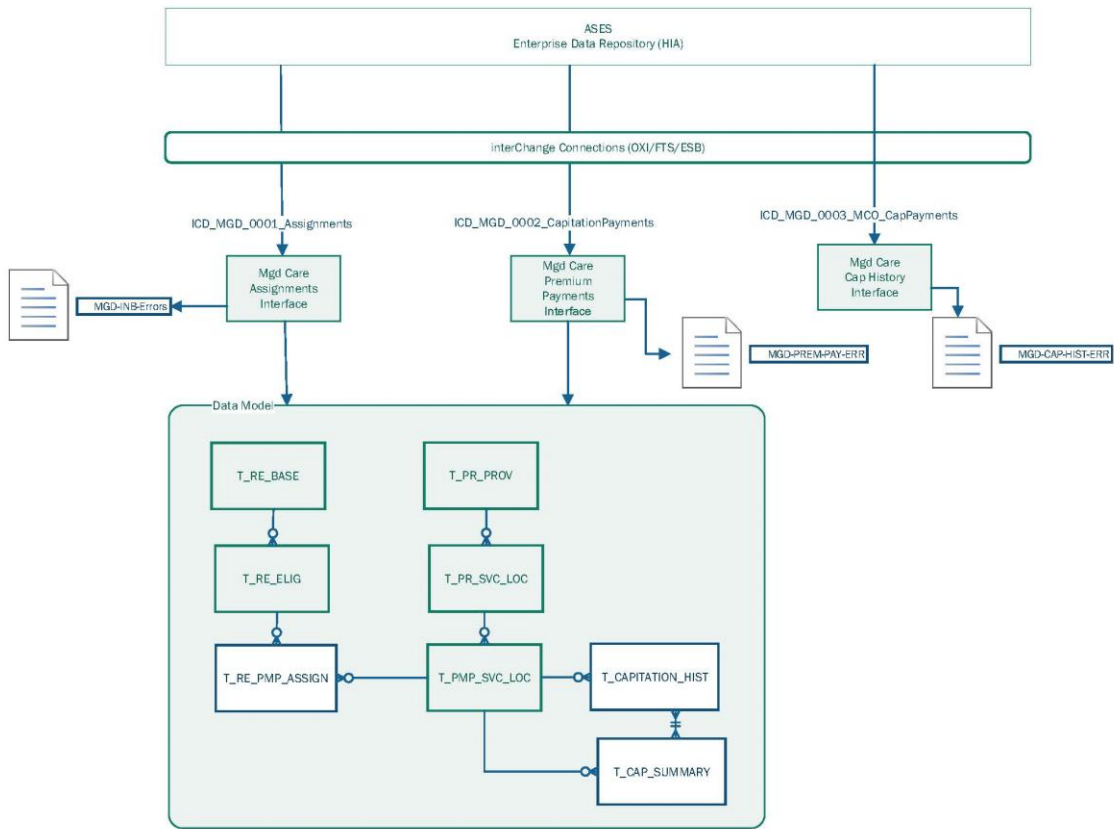 ASES
Enterprise Data Repository (HIA)
interChange Connections (OXI/FTS/ESB)
ICD_MGD_0001_Assignments
ICD_MGD_0002_CapitationPayments
ICD_MGD_0003_MCO_CapPayments
Mgd Care
Assignments
Interface
Mgd Care
Premium
Payments
Interface
Mgd Care
Cap History
Interface
MGD-INB-Errors
MGD-PREM-PAY-ERR
MGD-CAP-HIST-ERR
Data Model
T_RE_BASE
T_PR_PROV
T_RE_ELIG
T_PR_SVC_LOC
T_RE_PMP_ASSIGN
T_PMP_SVC_LOC
T_CAPITATION_HIST
T_CAP_SUMMARY